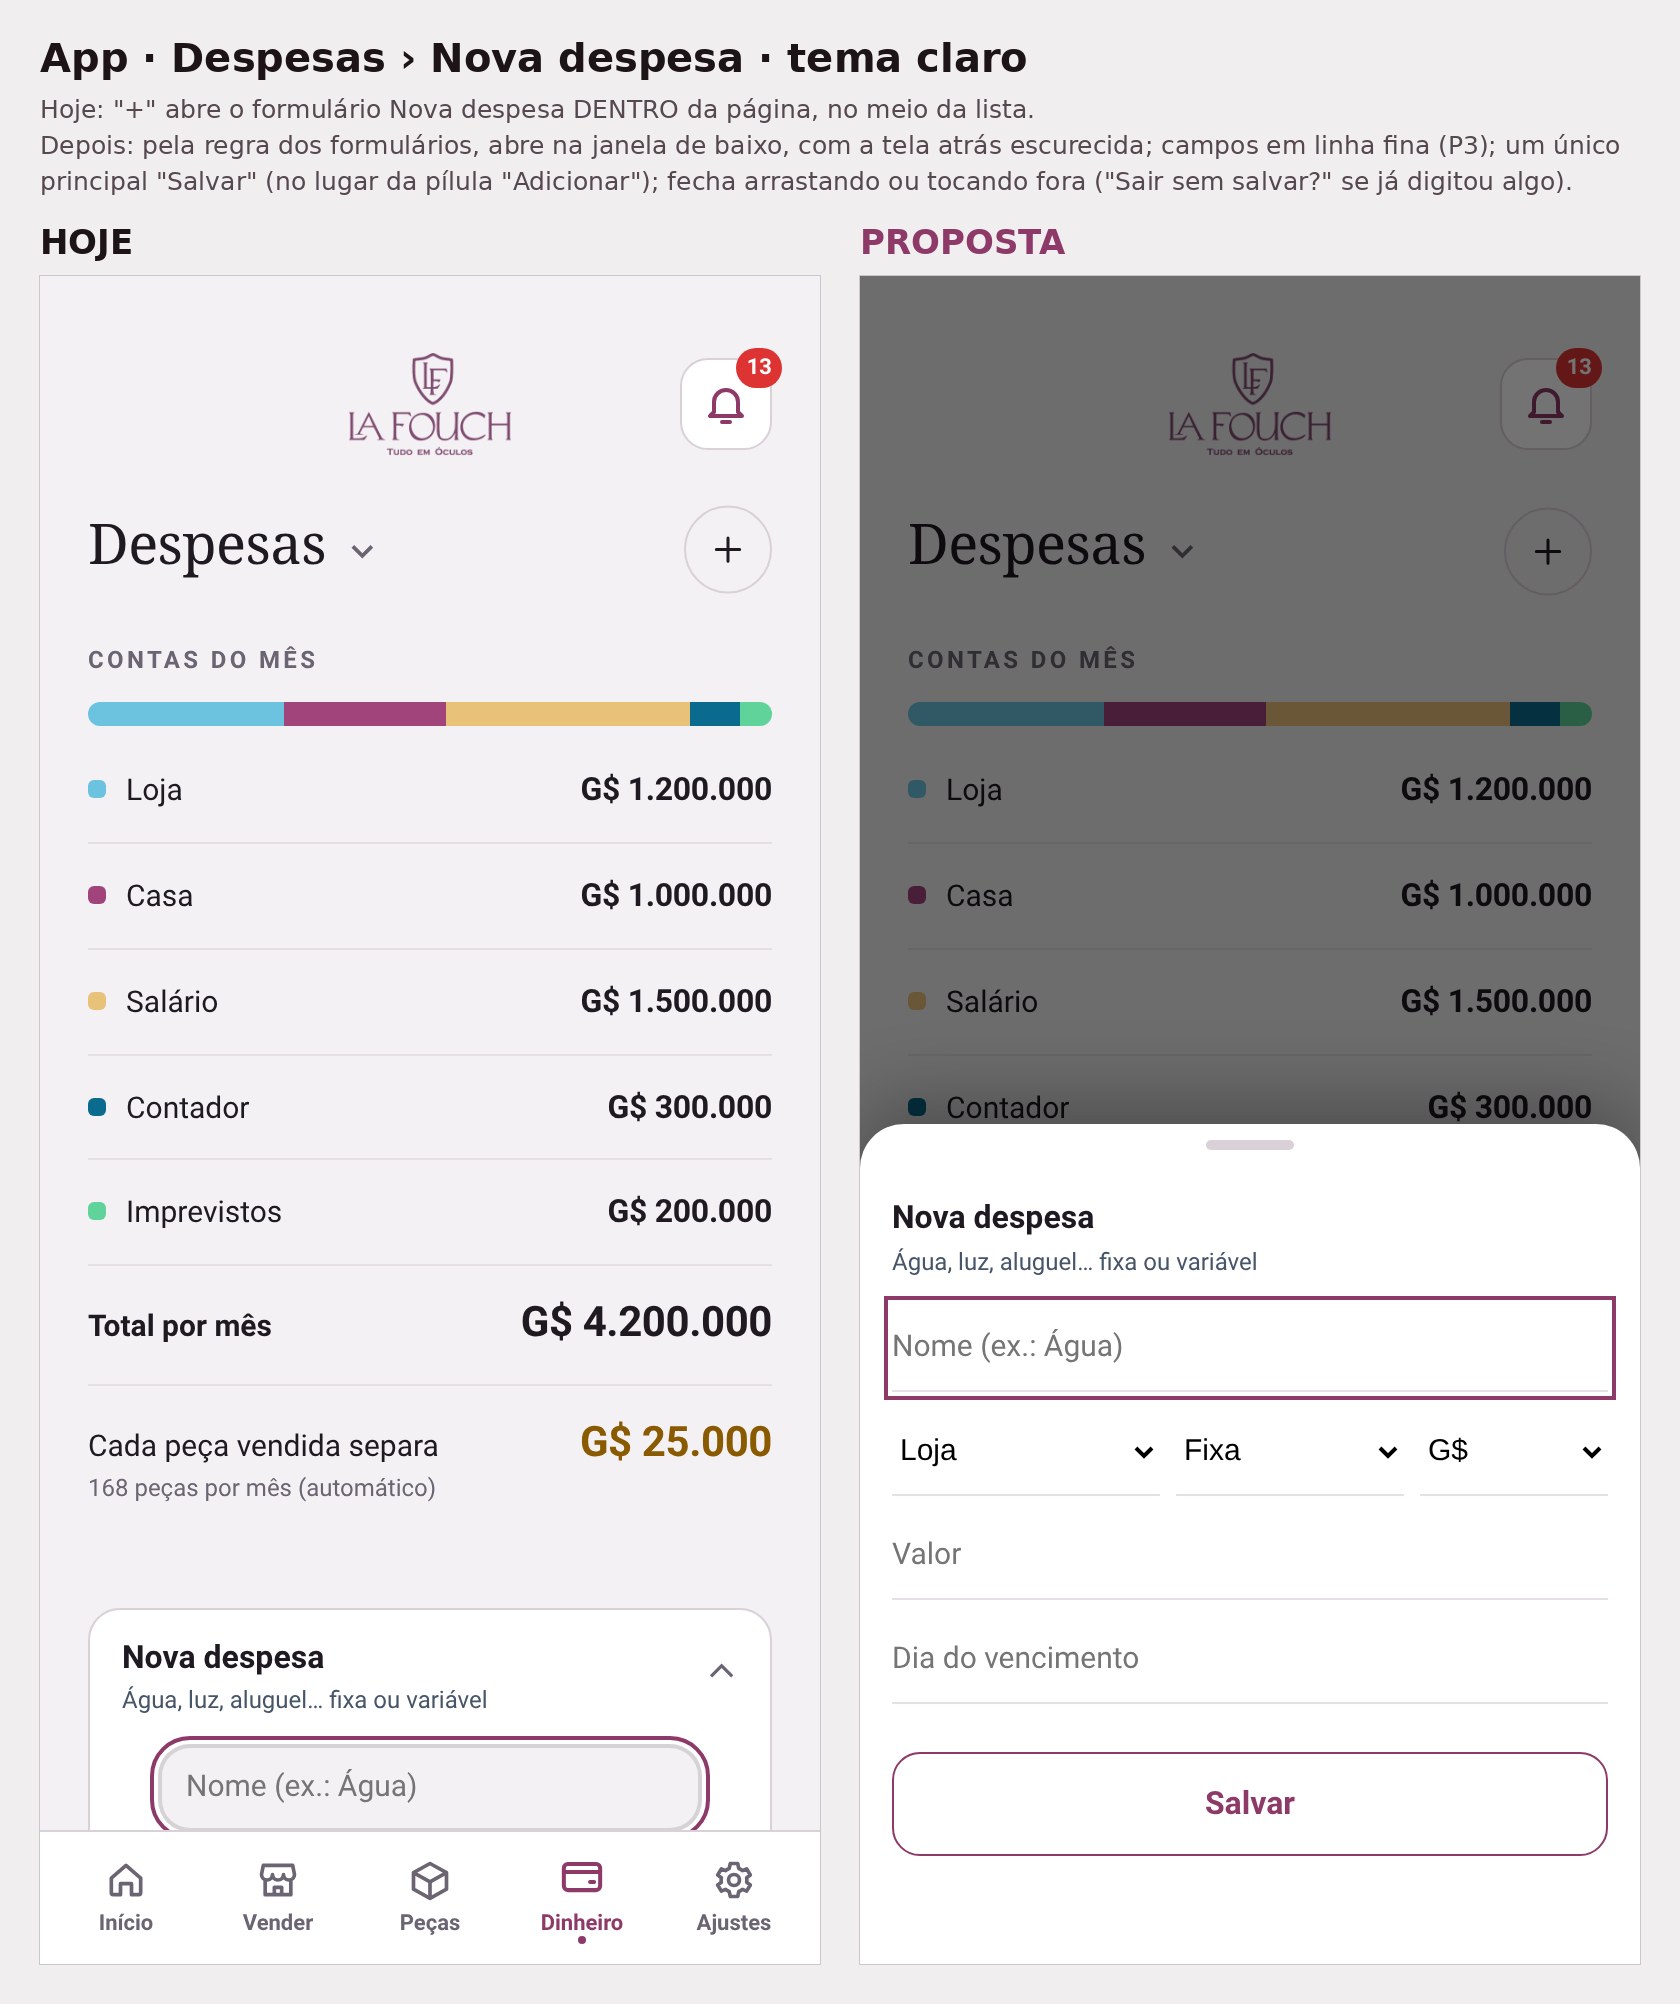 App · Despesas › Nova despesa · tema claro
Hoje: "+" abre o formulário Nova despesa DENTRO da página, no meio da lista.
Depois: pela regra dos formulários, abre na janela de baixo, com a tela atrás escurecida; campos em linha fina (P3); um único
principal "Salvar" (no lugar da pílula "Adicionar"); fecha arrastando ou tocando fora ("Sair sem salvar?" se já digitou algo).
HOJE
LF
LA FOUCH
TUDO EM ÓCULOS
13
Despesas
CONTAS DO MÊS
Loja G$ 1.200.000
Casa G$ 1.000.000
Salário G$ 1.500.000
Contador G$ 300.000
Imprevistos G$ 200.000
Total por mês G$ 4.200.000
Cada peça vendida separa G$ 25.000
168 peças por mês (automático)
Nova despesa
Água, luz, aluguel... fixa ou variável
Nome (ex.: Água)
Início Vender Peças Dinheiro Ajustes
PROPOSTA
LF
LA FOUCH
TUDO EM ÓCULOS
13
Despesas
CONTAS DO MÊS
Loja G$ 1.200.000
Casa G$ 1.000.000
Salário G$ 1.500.000
Contador G$ 300.000
Nova despesa
Água, luz, aluguel... fixa ou variável
Nome (ex.: Água)
Loja Fixa G$
Valor
Dia do vencimento
Salvar